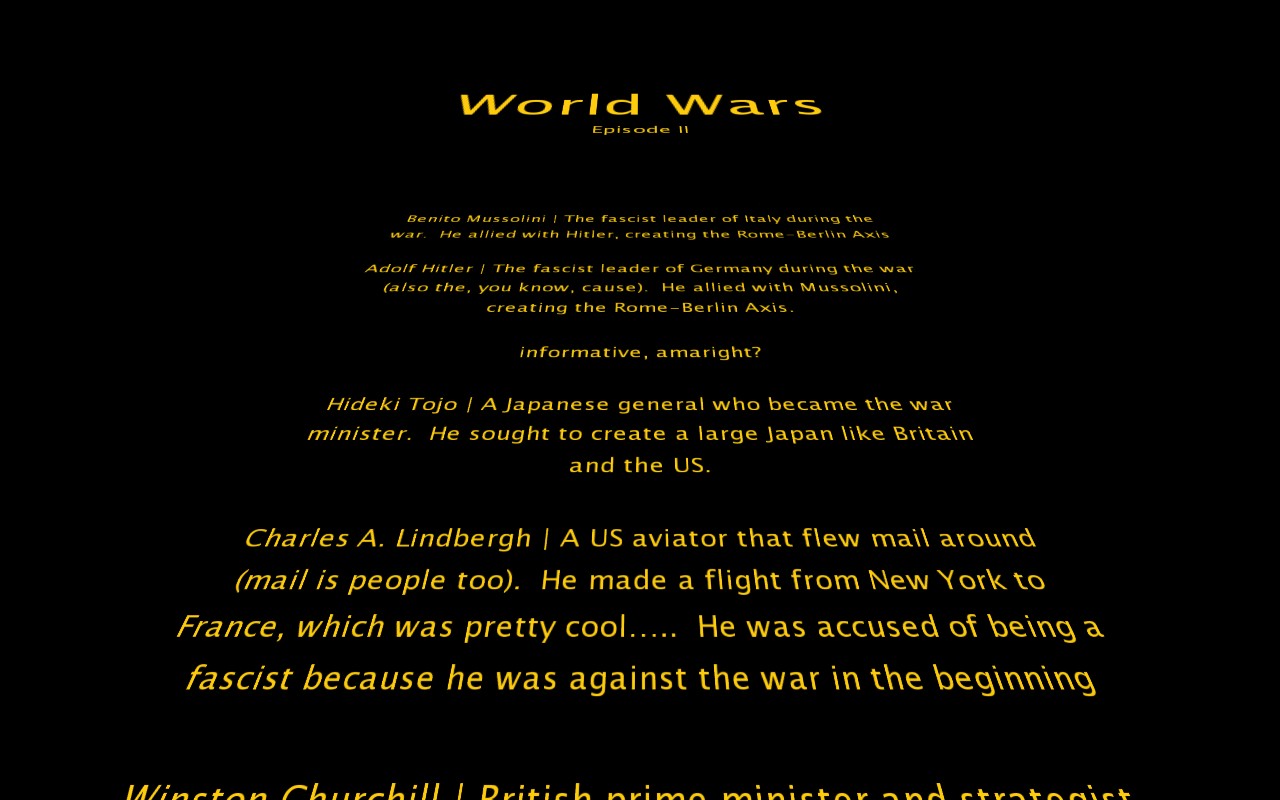 World Wars
Episode II
Benito Mussolini | The fascist leader of Italy during the
war.  He allied with Hitler, creating the Rome-Berlin Axis
Adolf Hitler | The fascist leader of Germany during the war
(also the, you know, cause).  He allied with Mussolini,
creating the Rome-Berlin Axis.
informative, amaright?
Hideki Tojo | A Japanese general who became the war
minister.  He sought to create a large Japan like Britain
and the US.
Charles A. Lindbergh | A US aviator that flew mail around
(mail is people too).  He made a flight from New York to
France, which was pretty cool.....  He was accused of being a
fascist because he was against the war in the beginning
Winston Churchill | British prime minister and strategist